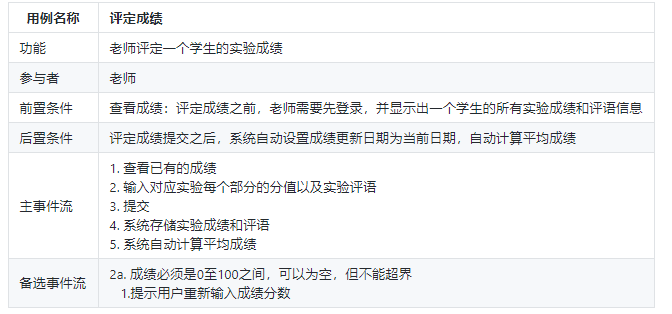 用例名称 评定成绩
功能 老师评定一个学生的实验成绩
参与者 老师
前置条件 查看成绩：评定成绩之前，老师需要先登录，并显示出一个学生的所有实验成绩和评语信息
后置条件 评定成绩提交之后，系统自动设置成绩更新日期为当前日期，自动计算平均成绩
主事件流
1. 查看已有的成绩
2. 输入对应实验每个部分的分值以及实验评语
3. 提交
4. 系统存储实验成绩和评语
5. 系统自动计算平均成绩
备选事件流
2a. 成绩必须是0至100之间，可以为空，但不能超界
1.提示用户重新输入成绩分数